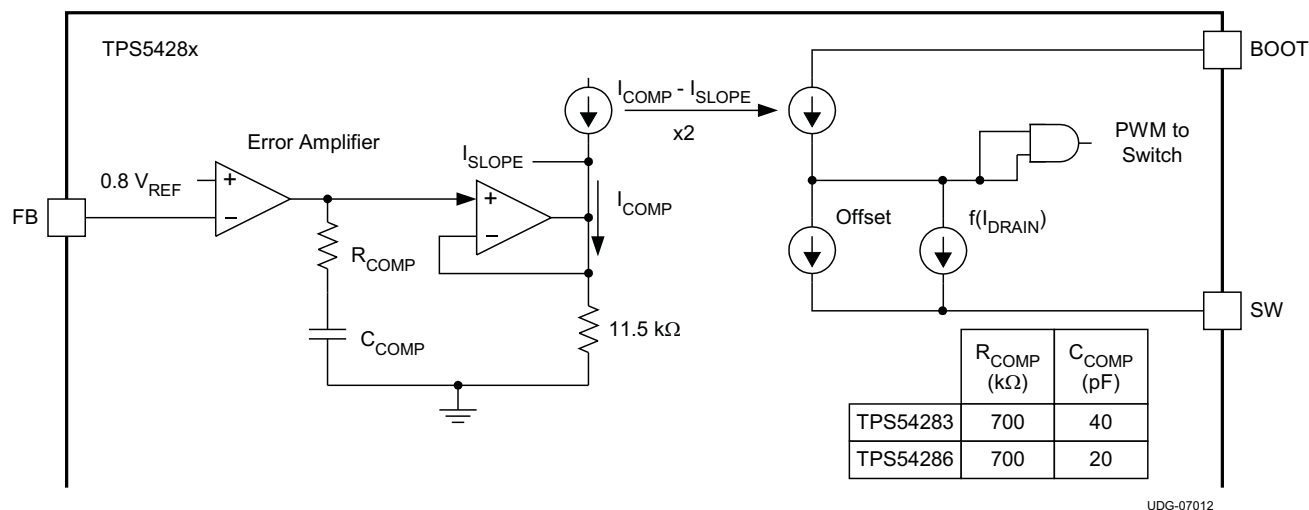 TPS5428x
BOOT
I_COMP - I_SLOPE
x2
PWM to
Switch
Error Amplifier
I_SLOPE
0.8 V_REF
+
−
+
−
I_COMP
FB
Offset
f(I_DRAIN)
R_COMP
C_COMP
11.5 kΩ
SW
R_COMP
(kΩ)
C_COMP
(pF)
TPS54283 700 40
TPS54286 700 20
UDG-07012